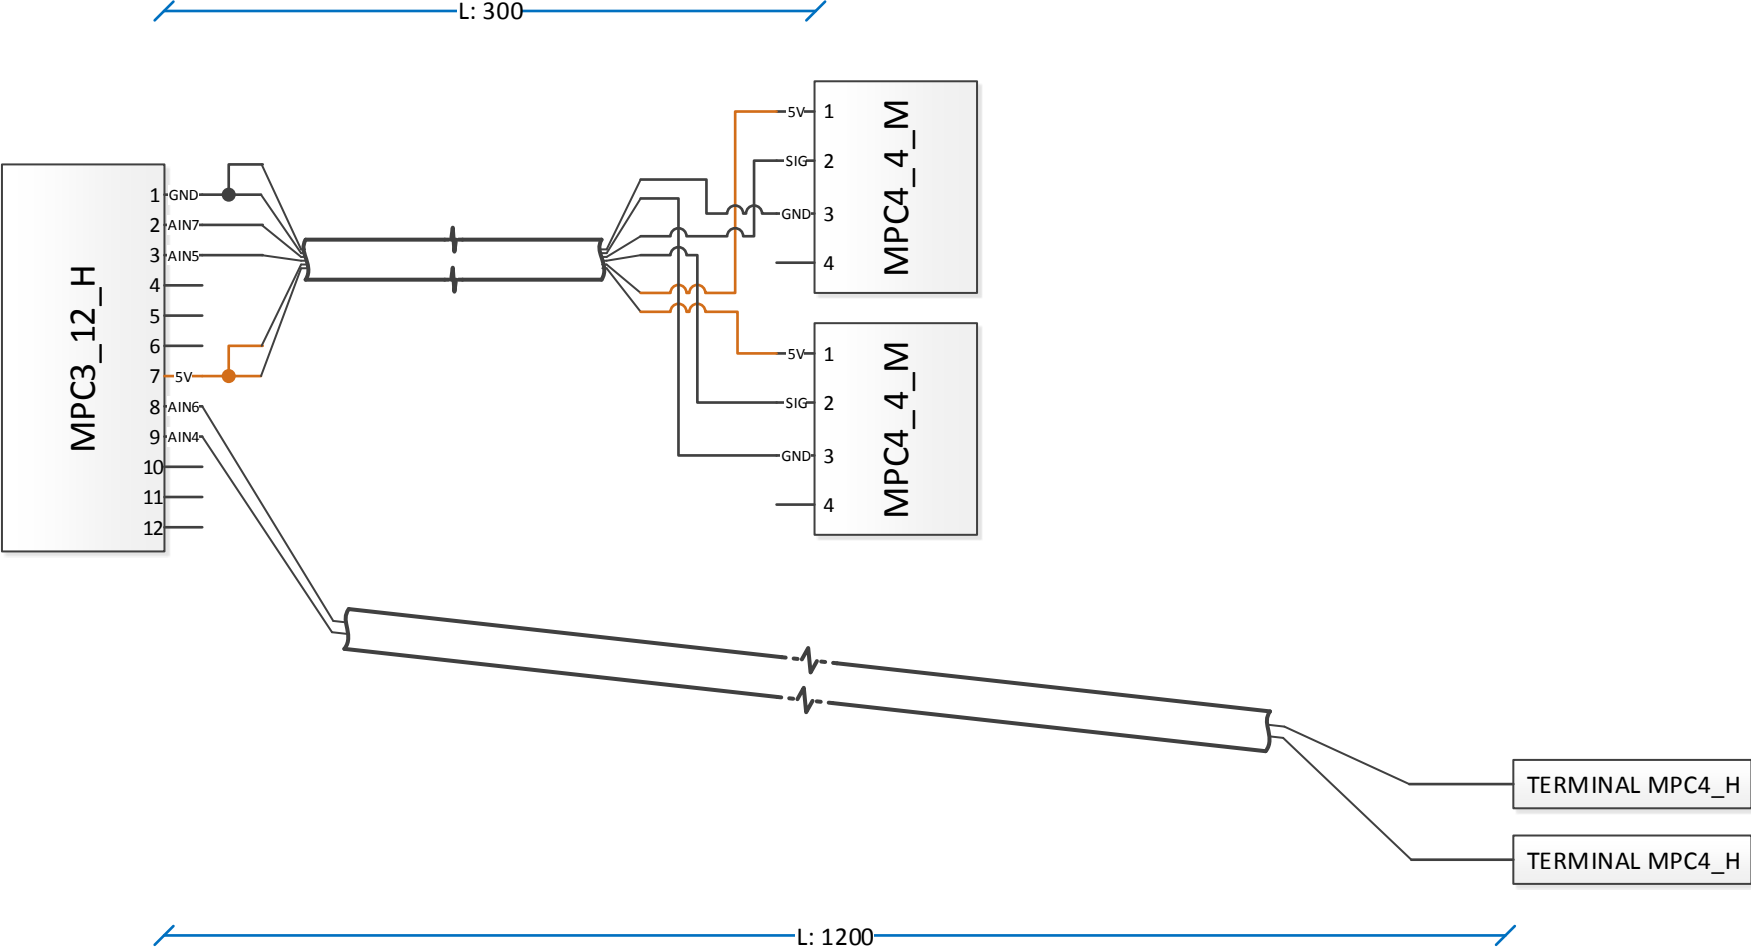 L: 300
MPC3_12_H
1 GND
2 AIN7
3 AIN5
4
5
6
7 5V
8 AIN6
9 AIN4
10
11
12
5V 1
SIG 2
GND 3
4
MPC4_4_M
5V 1
SIG 2
GND 3
4
MPC4_4_M
TERMINAL MPC4_H
TERMINAL MPC4_H
L: 1200